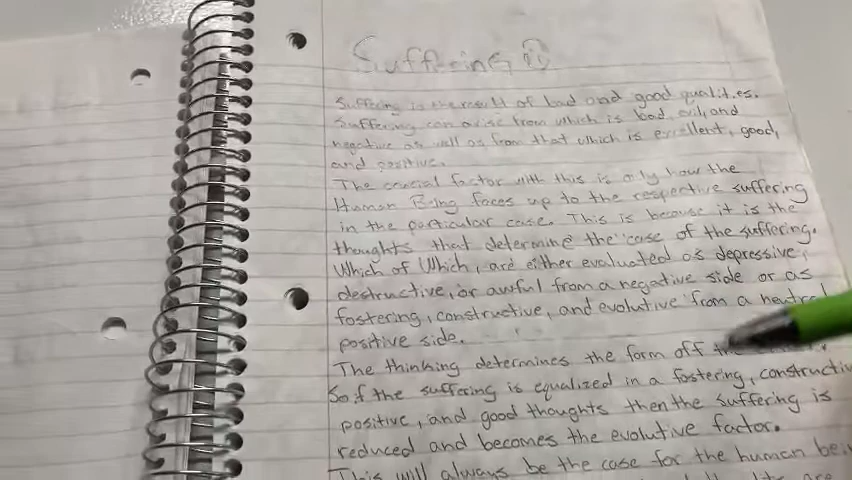 Suffering
Suffering is the result of bad and good qualities.
Suffering can arise from which is bad, evil, and
negative as well as from that which is excellent, good,
and positive.
The crucial factor with this is only how the
Human Being faces up to the respective suffering
in the particular case. This is because it is the
thoughts that determine the case of the suffering.
Which of Which, are either evaluated as depressive,
destructive, or awful from a negative side or as
fostering, constructive, and evolutive from a neutral
positive side.
The thinking determines the form off
So if the suffering is equalized in a fostering, constructiv
positive, and good thoughts then the suffering is
reduced and becomes the evolutive factor.
This will always be the case for the human bei